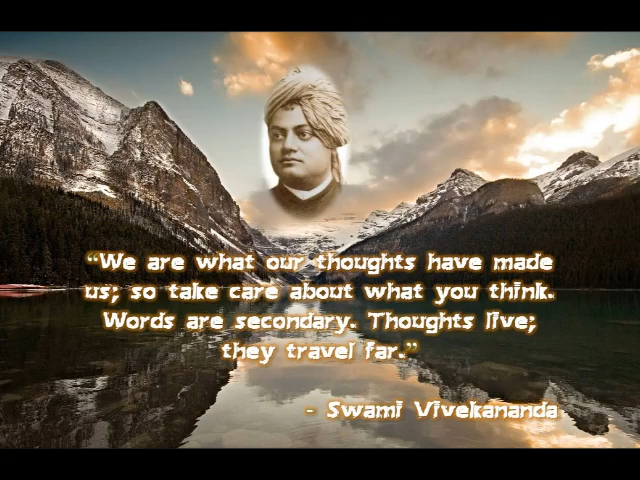 “We are what our thoughts have made
us; so take care about what you think.
Words are secondary. Thoughts live;
they travel far.”
- Swami Vivekananda